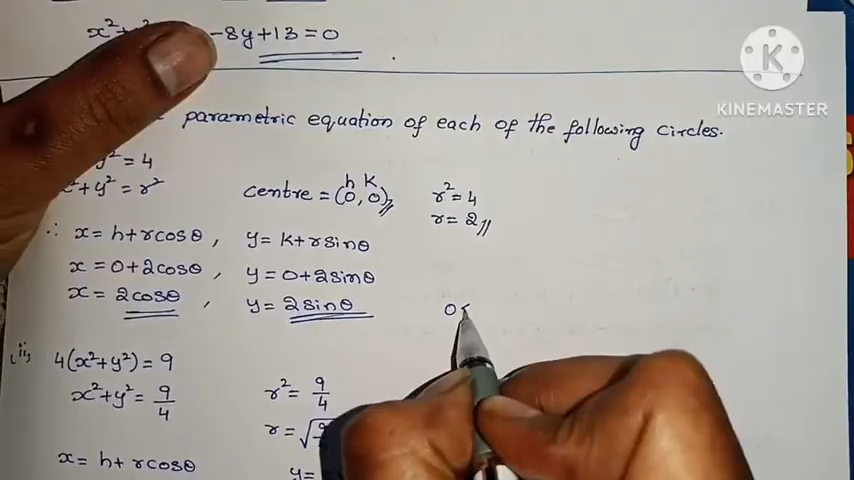 -8y+13=0
parametric equation of each of the following circles.
y² = 4
x²+y² = r²
centre = (0, 0)
h k
r² = 4
r = 2
∴ x = h+rcosθ, y = k+rsinθ
x = 0+2cosθ, y = 0+2sinθ
x = 2cosθ, y = 2sinθ
0≤
ii, 4(x²+y²) = 9
x²+y² = 9/4
r² = 9/4
r = √
x = h+rcosθ
y =
K
KINEMASTER